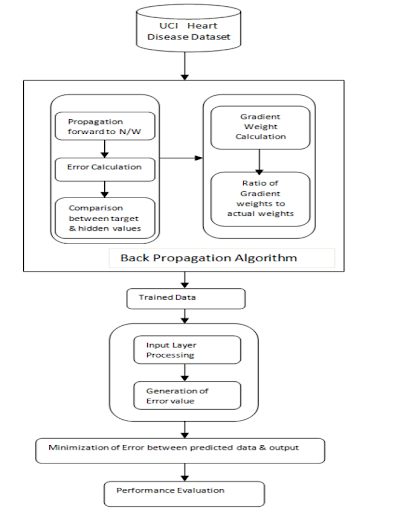 UCI Heart
Disease Dataset
Propagation
forward to N/W
Error Calculation
Comparison
between target
& hidden values
Gradient
Weight
Calculation
Ratio of
Gradient
weights to
actual weights
Back Propagation Algorithm
Trained Data
Input Layer
Processing
Generation of
Error value
Minimization of Error between predicted data & output
Performance Evaluation